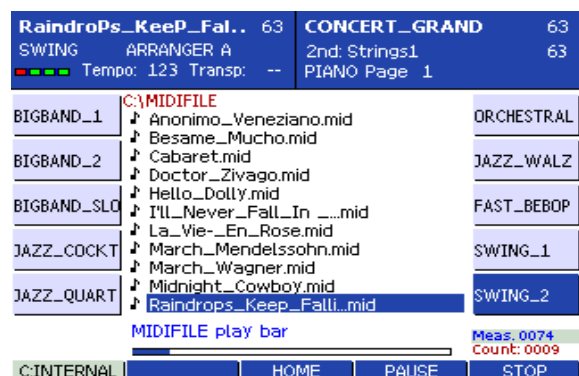 RaindroPs_KeeP_Fal.. 63
SWING ARRANGER A
Tempo: 123 Transp: --
CONCERT_GRAND 63
2nd: Strings1 63
PIANO Page 1
BIGBAND_1
BIGBAND_2
BIGBAND_SLO
JAZZ_COCKT
JAZZ_QUART
C:\MIDIFILE
Anonimo_Veneziano.mid
Besame_Mucho.mid
Cabaret.mid
Doctor_Zivago.mid
Hello_Dolly.mid
I'll_Never_Fall_In _...mid
La_Vie-_En_Rose.mid
March_Mendelssohn.mid
March_Wagner.mid
Midnight_Cowboy.mid
Raindrops_Keep_Falli...mid
ORCHESTRAL
JAZZ_WALZ
FAST_BEBOP
SWING_1
SWING_2
MIDIFILE play bar
Meas. 0074
Count: 0009
C:INTERNAL HOME PAUSE STOP